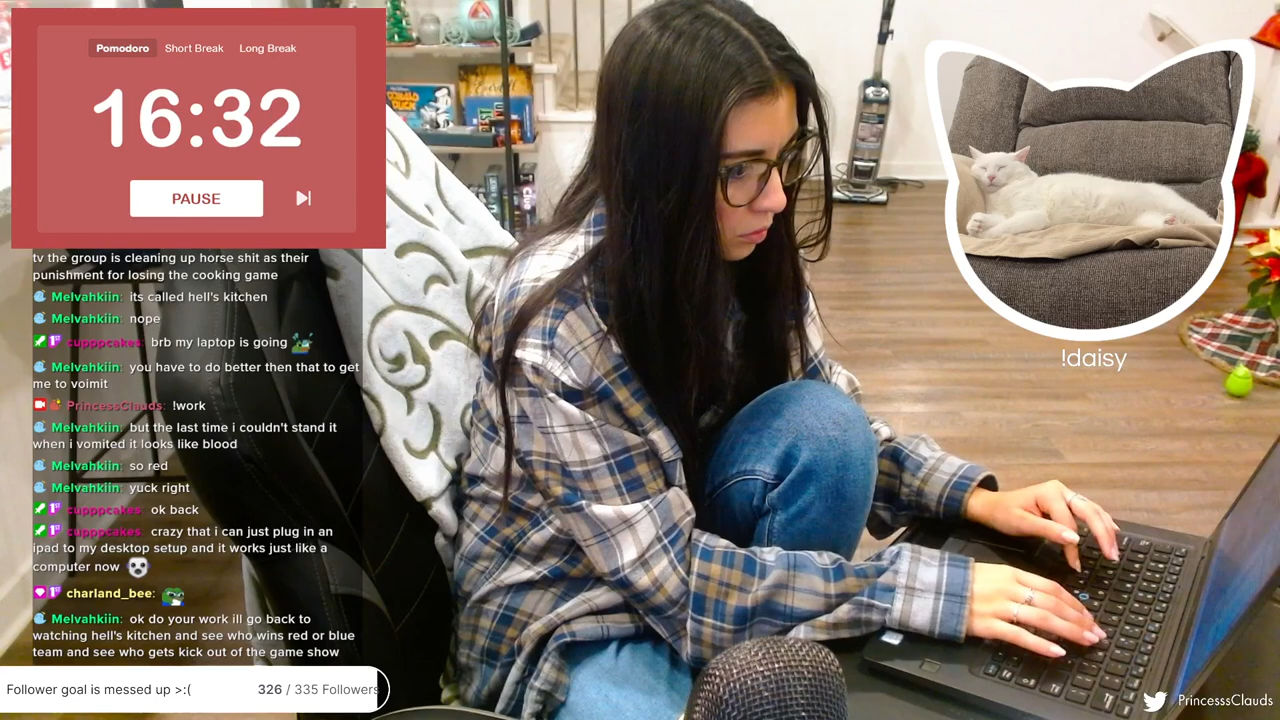 Pomodoro Short Break Long Break
16:32
PAUSE
tv the group is cleaning up horse shit as their
punishment for losing the cooking game
Melvahkiin: its called hell's kitchen
Melvahkiin: nope
cupppcakes: brb my laptop is going
Melvahkiin: you have to do better then that to get
me to voimit
PrincessClauds: !work
Melvahkiin: but the last time i couldn't stand it
when i vomited it looks like blood
Melvahkiin: so red
Melvahkiin: yuck right
cupppcakes: ok back
cupppcakes: crazy that i can just plug in an
ipad to my desktop setup and it works just like a
computer now
charland_bee:
Melvahkiin: ok do your work ill go back to
watching hell's kitchen and see who wins red or blue
team and see who gets kick out of the game show
Follower goal is messed up >:( 326 / 335 Followers
!daisy
Clue
PrincesssClauds